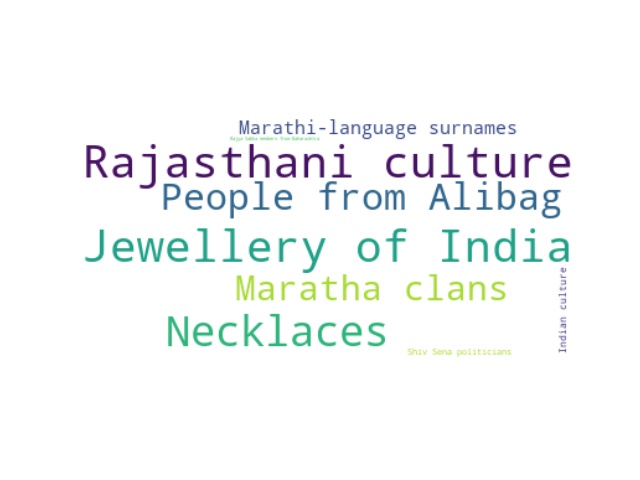 Marathi-language surnames
Rajya Sabha members from Maharashtra
Rajasthani culture
People from Alibag
Jewellery of India
Maratha clans
Indian culture
Necklaces
Shiv Sena politicians